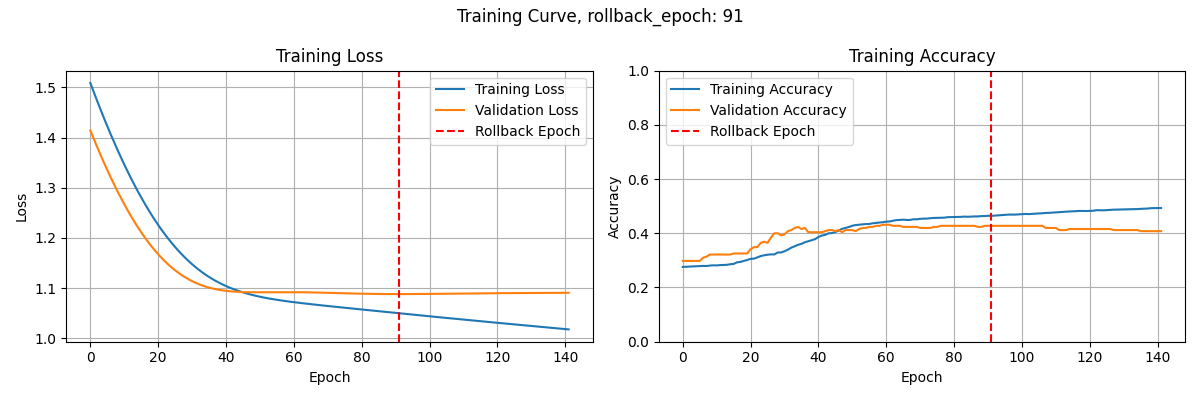 Training Curve, rollback_epoch: 91
Training Loss
Training Loss
Validation Loss
Rollback Epoch
1.5
1.4
1.3
1.2
1.1
1.0
Loss
0 20 40 60 80 100 120 140
Epoch
Training Accuracy
Training Accuracy
Validation Accuracy
Rollback Epoch
1.0
0.8
0.6
0.4
0.2
0.0
Accuracy
0 20 40 60 80 100 120 140
Epoch